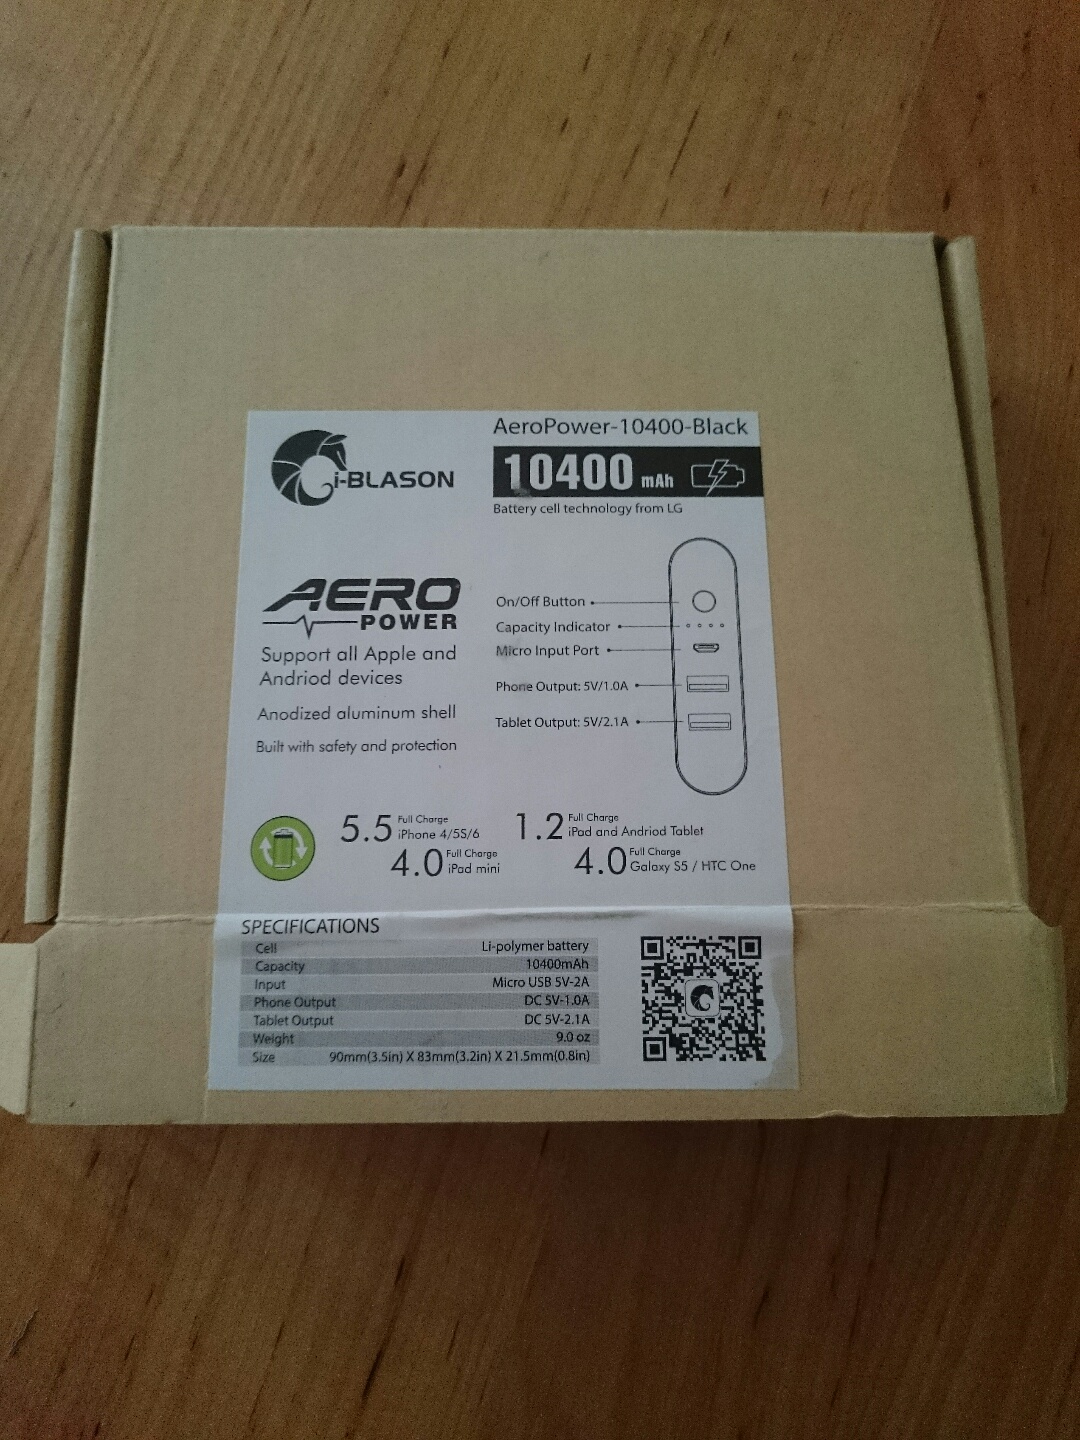 i-BLASON
AeroPower-10400-Black
10400 mAh
Battery cell technology from LG
AERO
POWER
Support all Apple and
Andriod devices
Anodized aluminum shell
Built with safety and protection
On/Off Button
Capacity Indicator
Micro Input Port
Phone Output: 5V/1.0A
Tablet Output: 5V/2.1A
5.5 Full Charge
iPhone 4/5S/6
1.2 Full Charge
iPad and Andriod Tablet
4.0 Full Charge
iPad mini
4.0 Full Charge
Galaxy S5 / HTC One
SPECIFICATIONS
Cell Li-polymer battery
Capacity 10400mAh
Input Micro USB 5V-2A
Phone Output DC 5V-1.0A
Tablet Output DC 5V-2.1A
Weight 9.0 oz
Size 90mm(3.5in) X 83mm(3.2in) X 21.5mm(0.8in)